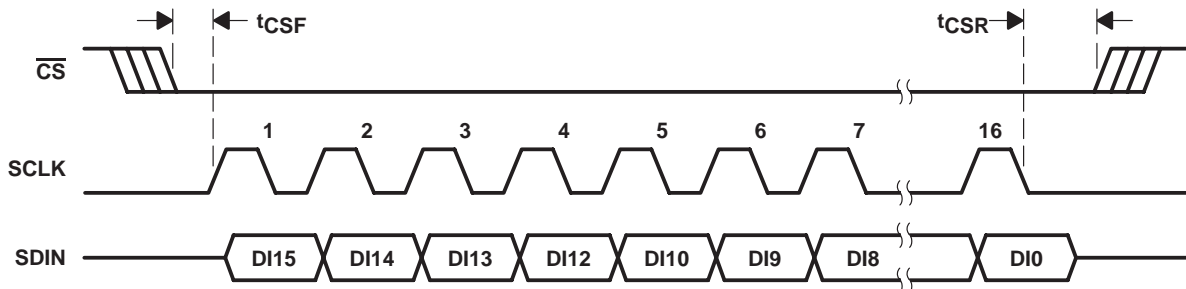 tCSF tCSR
CS
1 2 3 4 5 6 7 16
SCLK
SDIN DI15 DI14 DI13 DI12 DI10 DI9 DI8 DI0